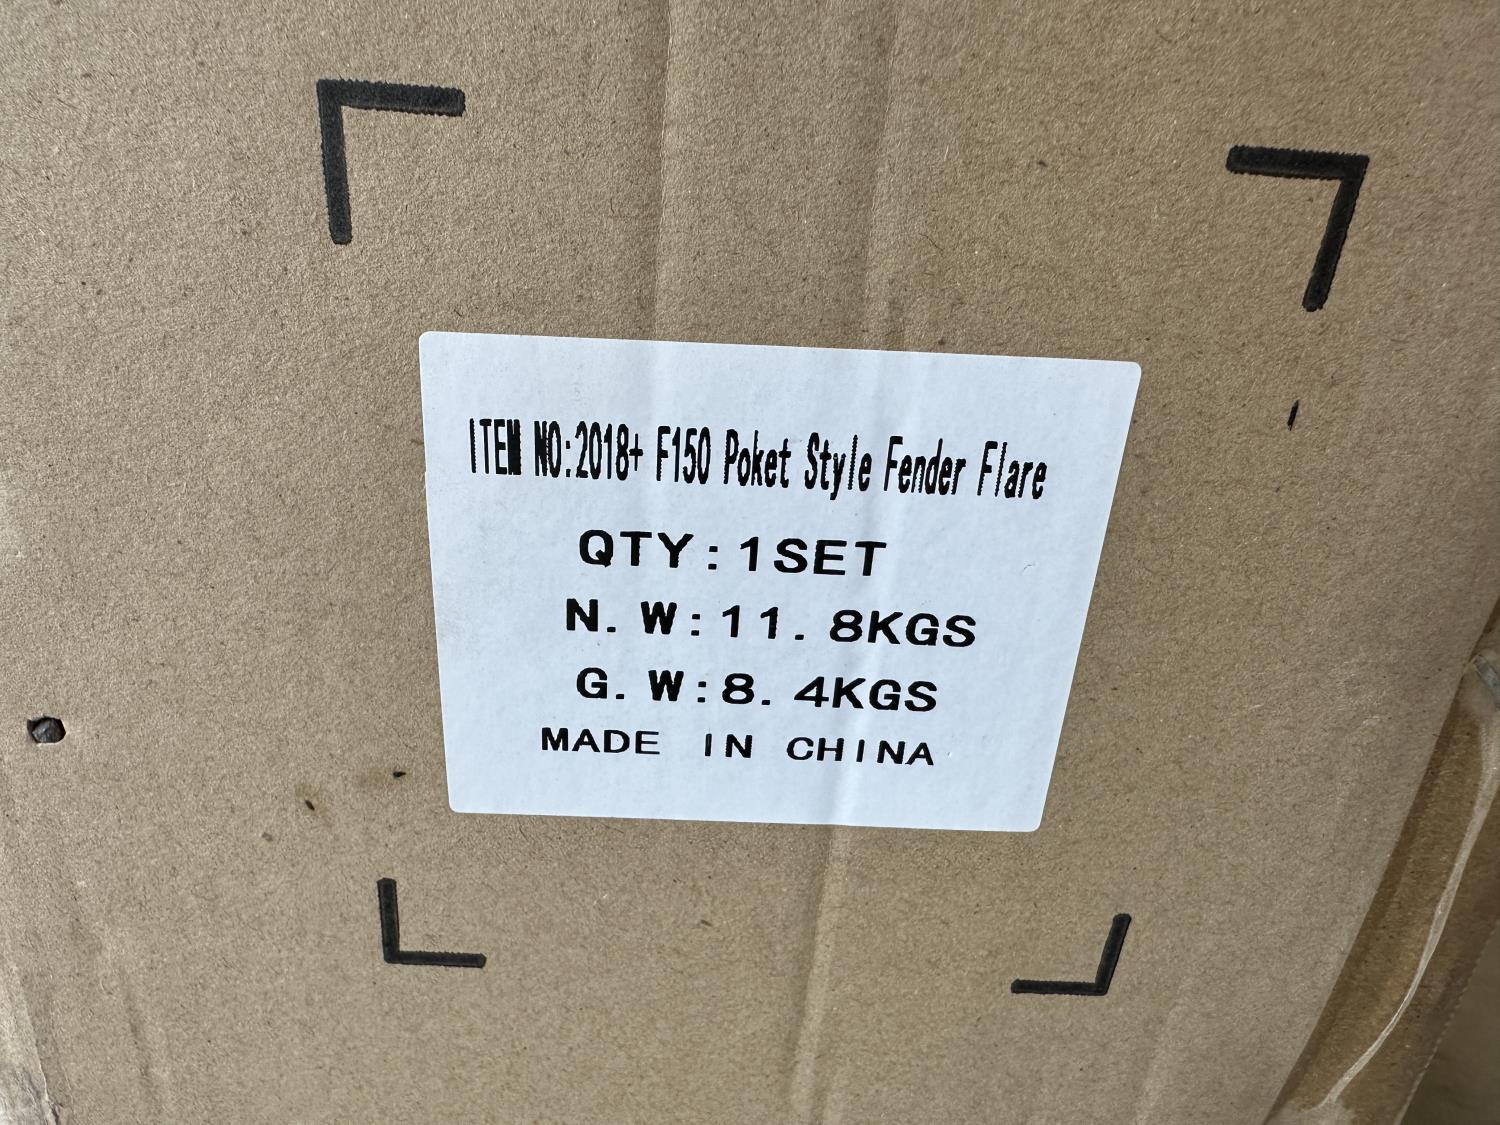 ITEM NO:2018+ F150 Poket Style Fender Flare
QTY:1SET
N.W:11.8KGS
G.W:8.4KGS
MADE IN CHINA